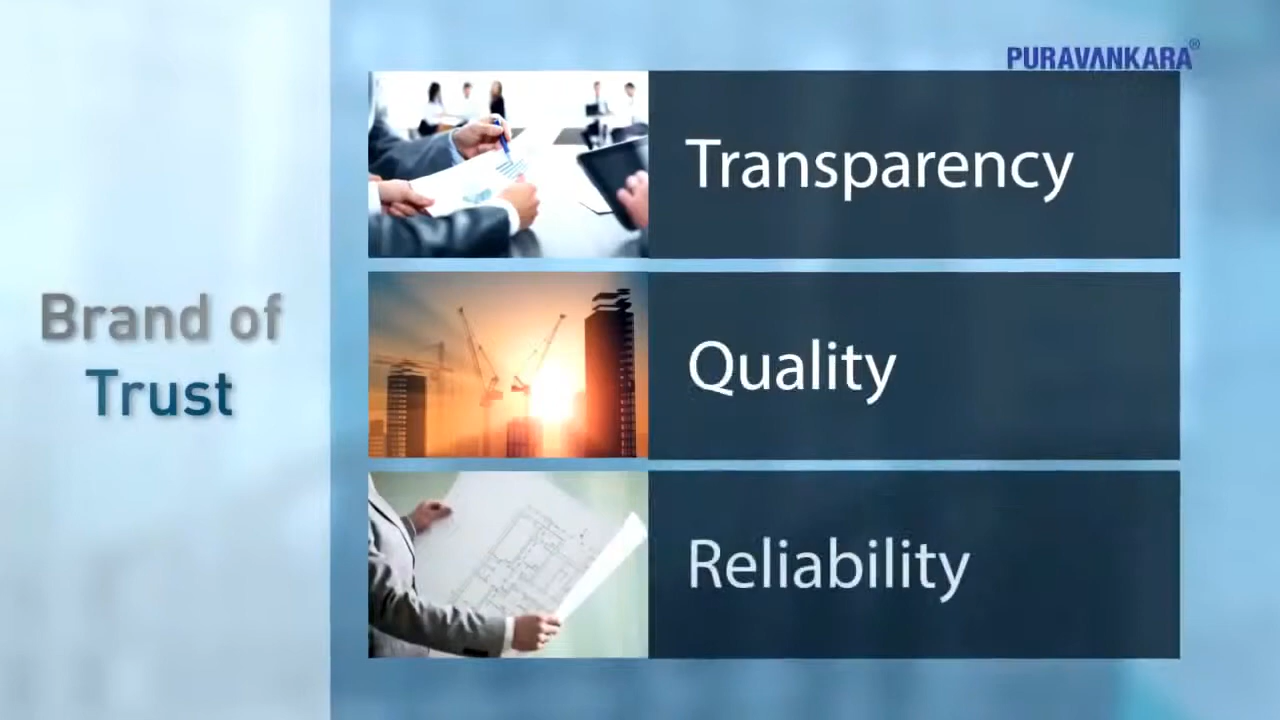 PURAVANKARA®
Brand of
Trust
Transparency
Quality
Reliability